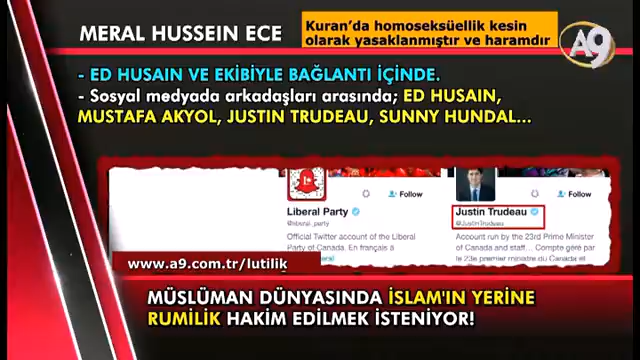 MERAL HUSSEIN ECE
Kuran’da homoseksüellik kesin
olarak yasaklanmıştır ve haramdır
A9
- ED HUSAIN VE EKİBİYLE BAĞLANTI İÇİNDE.
- Sosyal medyada arkadaşları arasında; ED HUSAIN,
MUSTAFA AKYOL, JUSTIN TRUDEAU, SUNNY HUNDAL...
Follow
Liberal Party
@liberal_party
Official Twitter account of the Liberal
Party of Canada. En français à
Follow
Justin Trudeau
@JustinTrudeau
Account run by the 23rd Prime Minister
of Canada and staff... Compte géré par
le 23e premier ministre du Canada et
www.a9.com.tr/lutilik
MÜSLÜMAN DÜNYASINDA İSLAM'IN YERİNE
RUMİLİK HAKİM EDİLMEK İSTENİYOR!